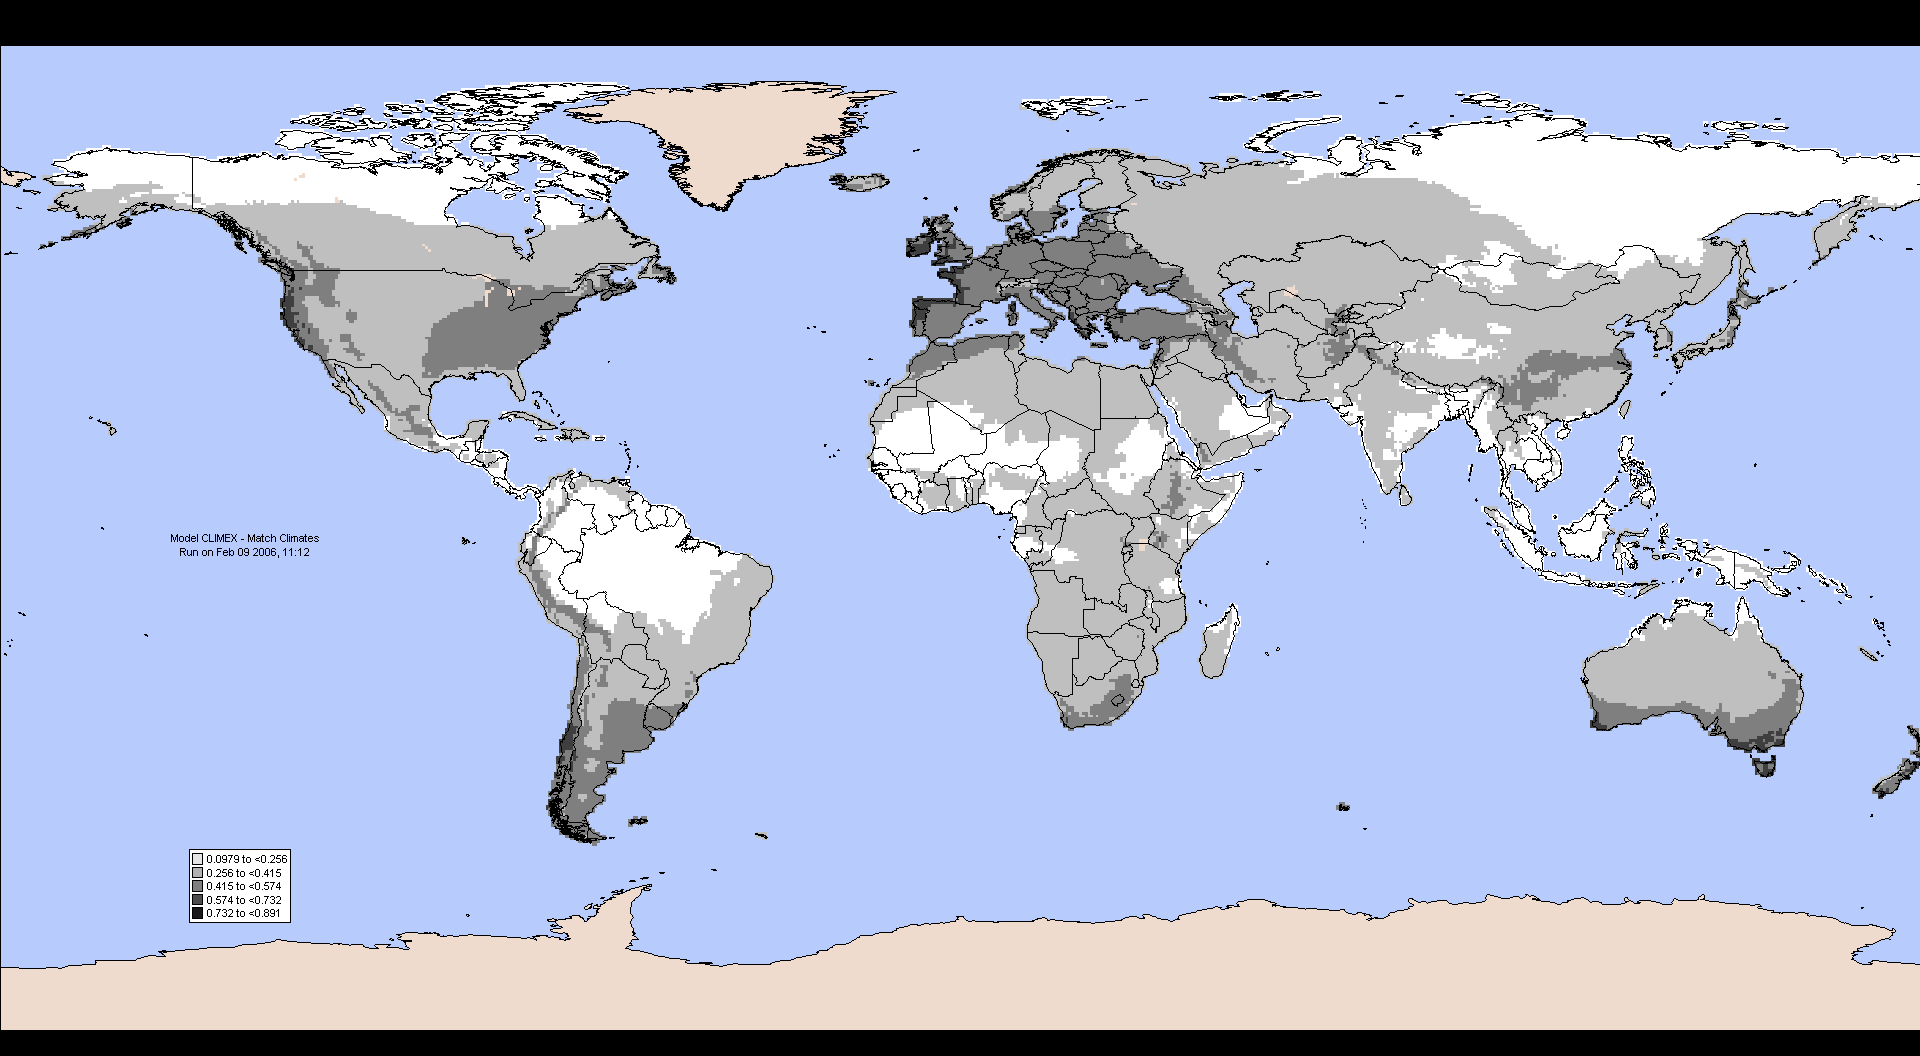 Model CLIMEX - Match Climates
Run on Feb 09 2006, 11:12
0.0979 to <0.256
0.256 to <0.415
0.415 to <0.574
0.574 to <0.732
0.732 to <0.891